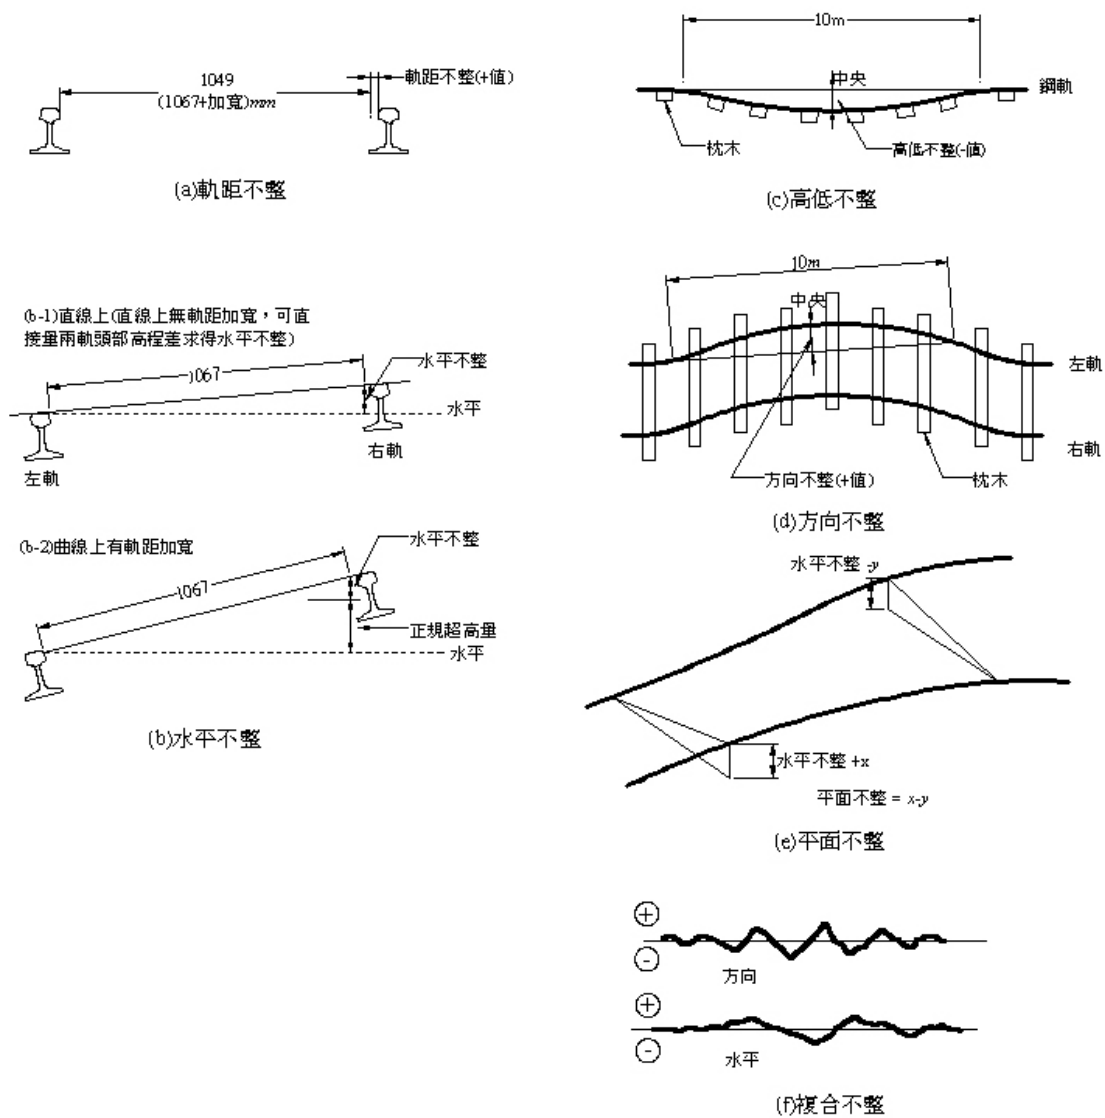 1049
(1067+加寬)mm
軌距不整(+值)
(a)軌距不整
(b-1)直線上(直線上無軌距加寬，可直
接量兩軌頭部高程差求得水平不整)
1067
水平不整
水平
左軌
右軌
(b-2)曲線上有軌距加寬
1067
水平不整
正規超高量
水平
(b)水平不整
10m
中央
鋼軌
枕木
高低不整(-值)
(c)高低不整
10m
中央
左軌
右軌
方向不整(+值)
枕木
(d)方向不整
水平不整 -y
水平不整 +x
平面不整 = x-y
(e)平面不整
+
-
方向
+
-
水平
(f)複合不整